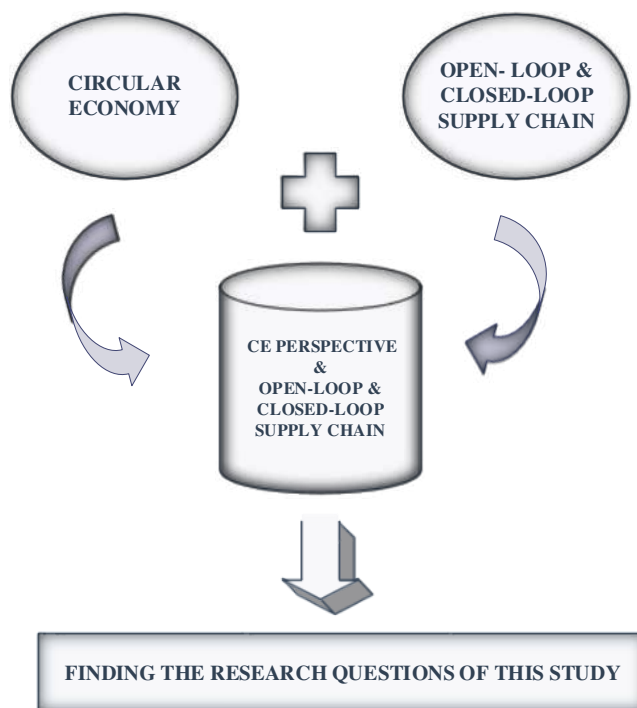 CIRCULAR
ECONOMY
OPEN- LOOP &
CLOSED-LOOP
SUPPLY CHAIN
CE PERSPECTIVE
&
OPEN-LOOP &
CLOSED-LOOP
SUPPLY CHAIN
FINDING THE RESEARCH QUESTIONS OF THIS STUDY